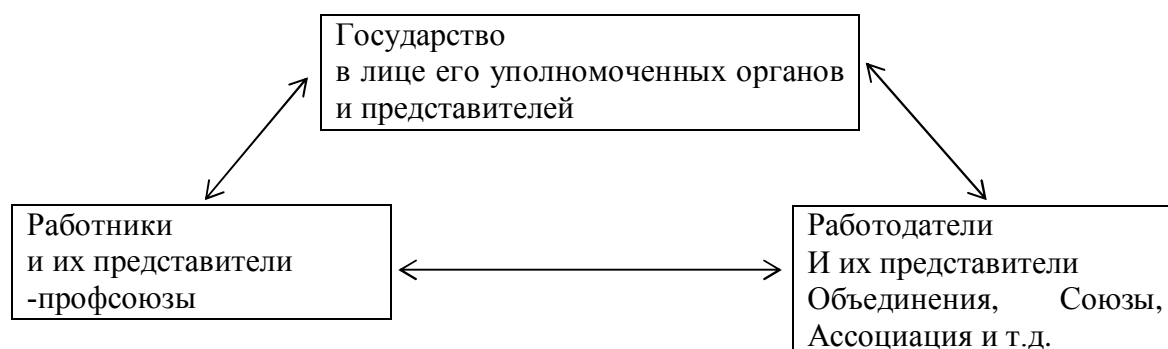 Государство
в лице его уполномоченных органов
и представителей
Работники
и их представители
-профсоюзы
Работодатели
И их представители
Объединения, Союзы,
Ассоциация и т.д.